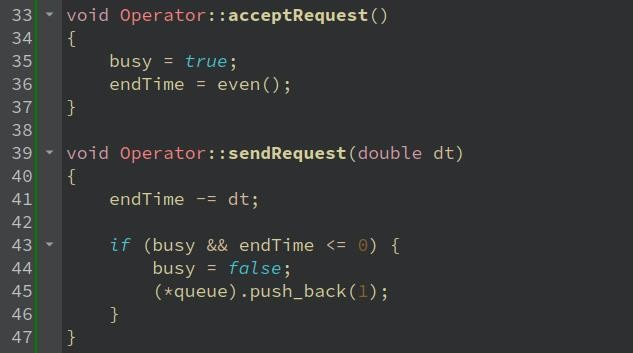 33 void Operator::acceptRequest()
34 {
35     busy = true;
36     endTime = even();
37 }
38
39 void Operator::sendRequest(double dt)
40 {
41     endTime -= dt;
42
43     if (busy && endTime <= 0) {
44         busy = false;
45         (*queue).push_back(1);
46     }
47 }